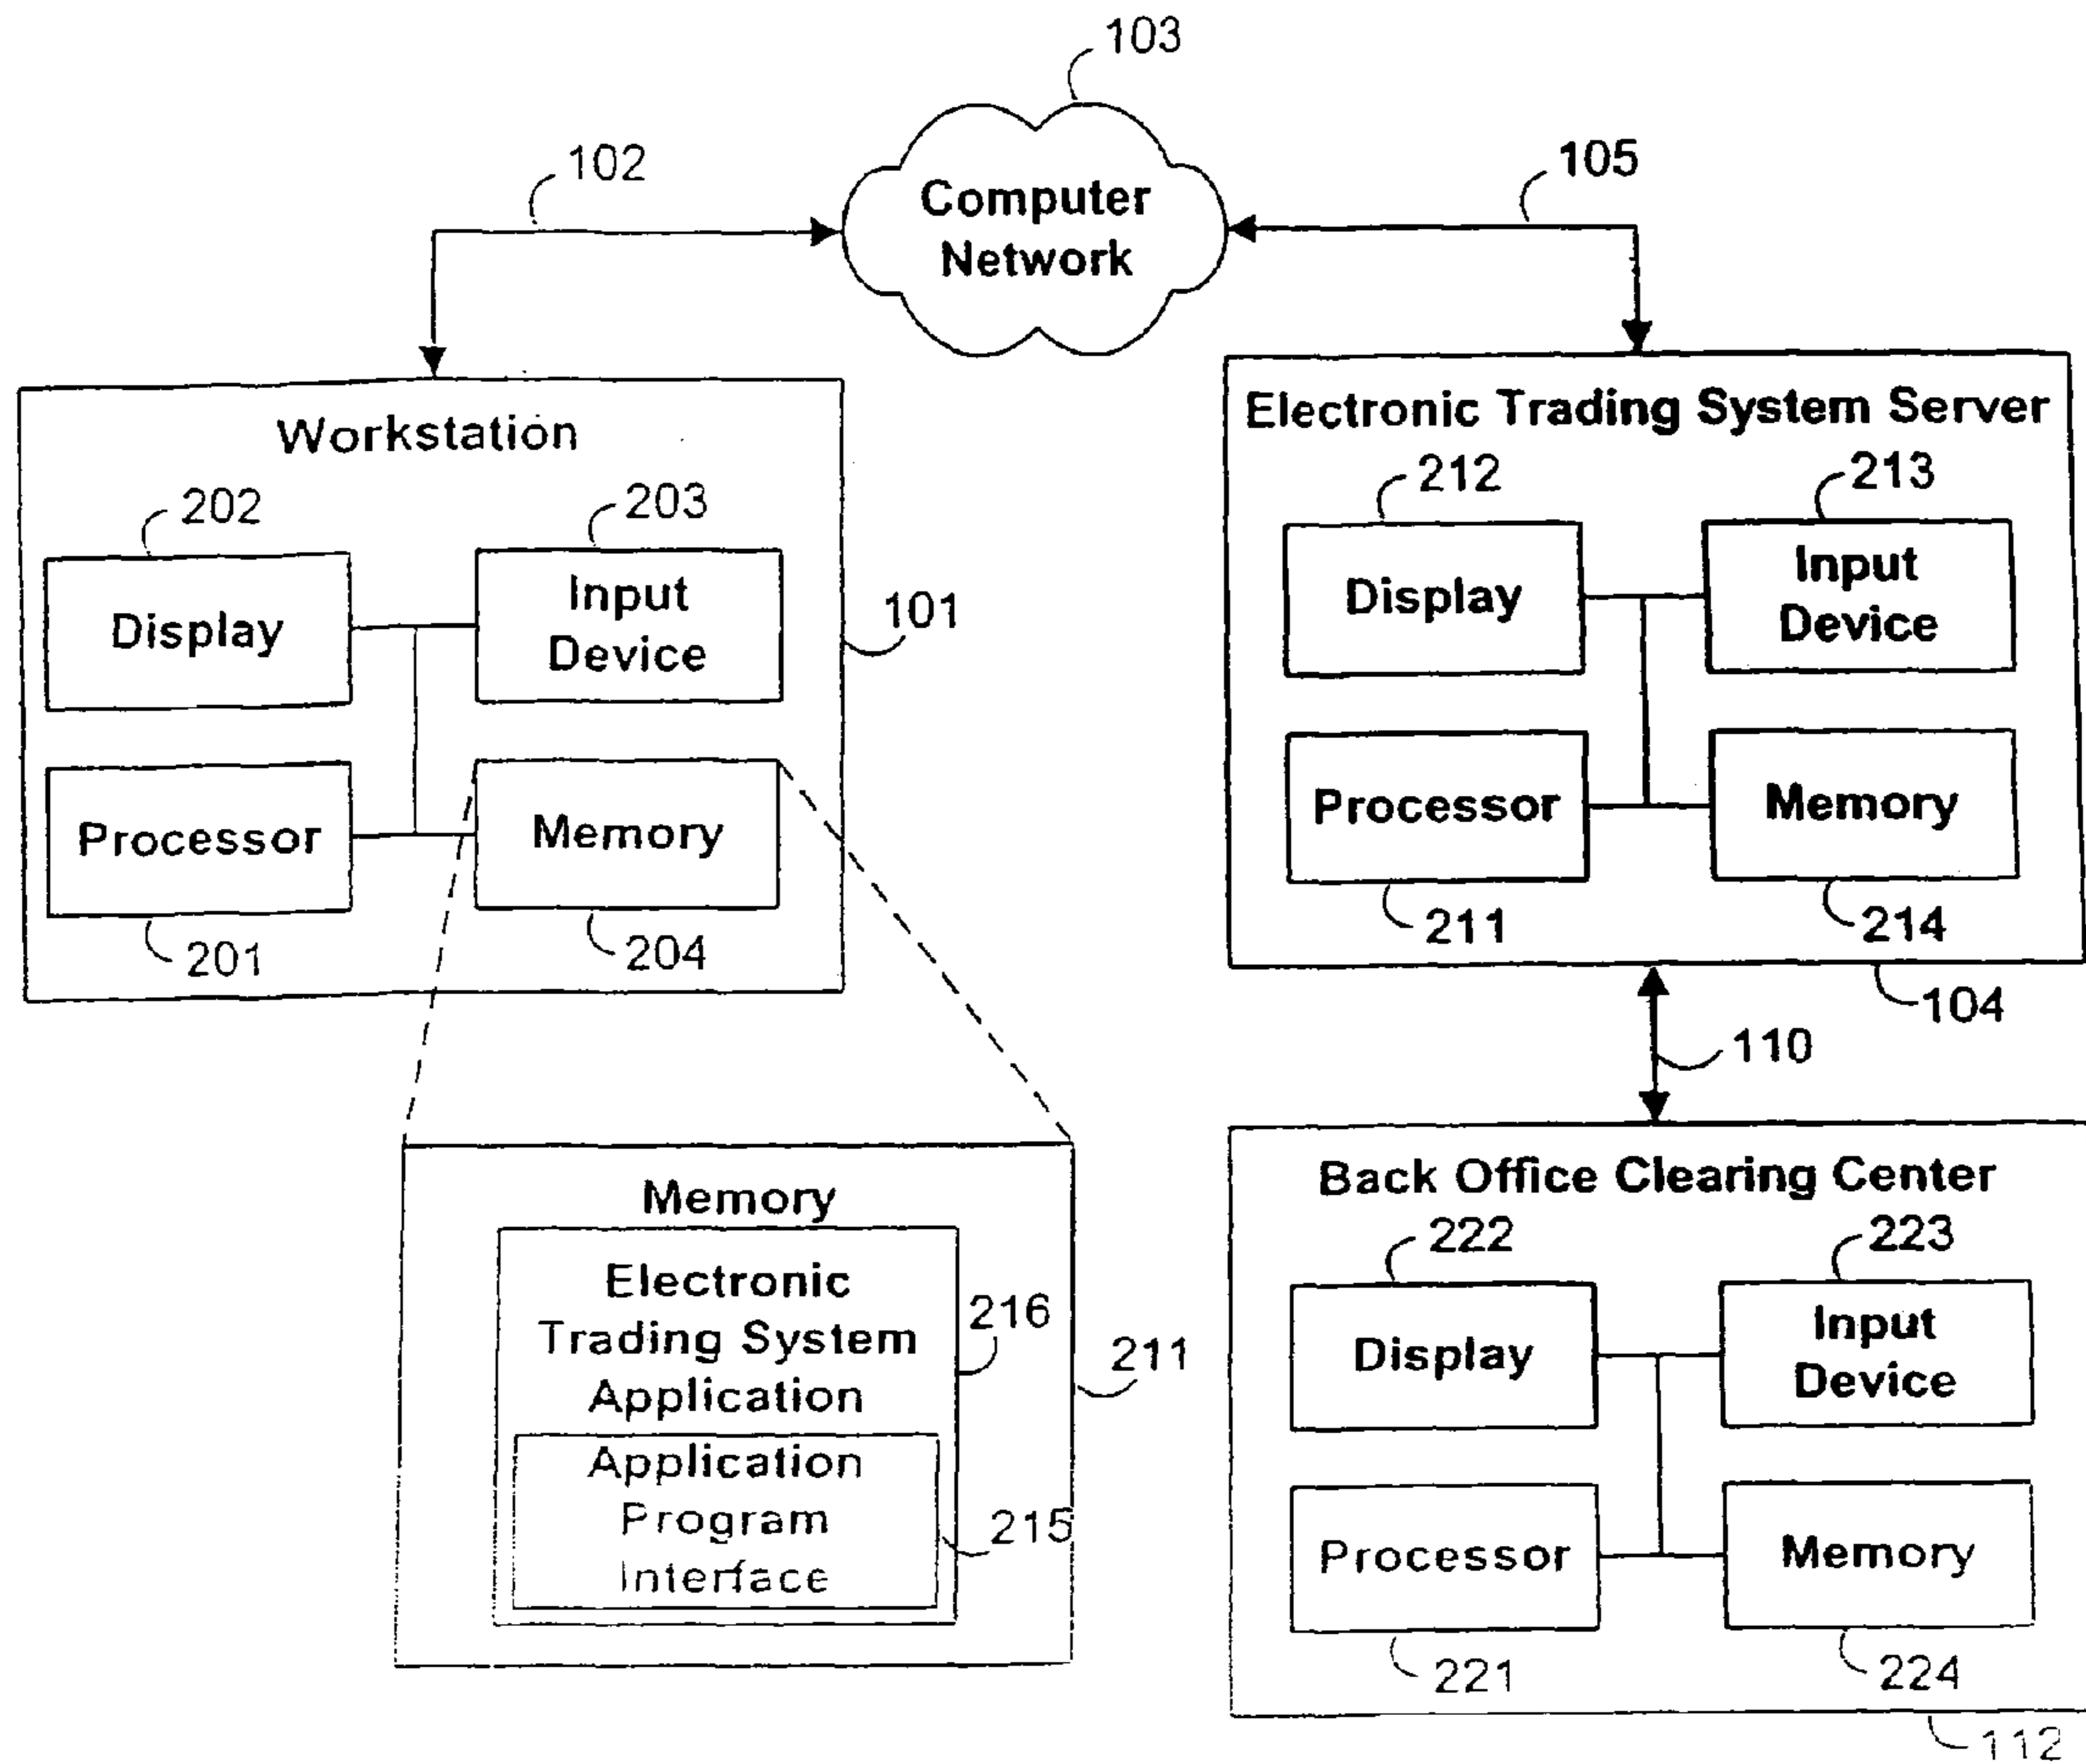 103
102
105
Computer
Network
Workstation
Electronic Trading System Server
202
203
212
213
Display
Input
Device
101
Display
Input
Device
Processor
Memory
Processor
Memory
201
204
211
214
104
110
Memory
Electronic
Trading System
Application
216
211
Application
Program
Interface
215
Back Office Clearing Center
222
223
Display
Input
Device
Processor
Memory
221
224
112